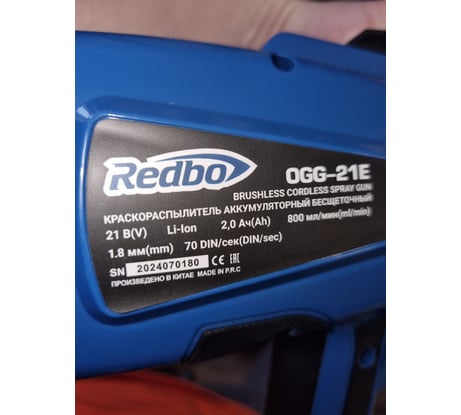 Redbo
OGG-21E
BRUSHLESS CORDLESS SPRAY GUN
КРАСКОРАСПЫЛИТЕЛЬ АККУМУЛЯТОРНЫЙ БЕСЩЕТОЧНЫЙ
21 В(V) Li-Ion 2,0 Ач(Ah) 800 мл/мин(ml/min)
1.8 мм(mm) 70 DIN/сек(DIN/sec)
SN 2024070180 CE EAC
ПРОИЗВЕДЕНО В КИТАЕ MADE IN P.R.C